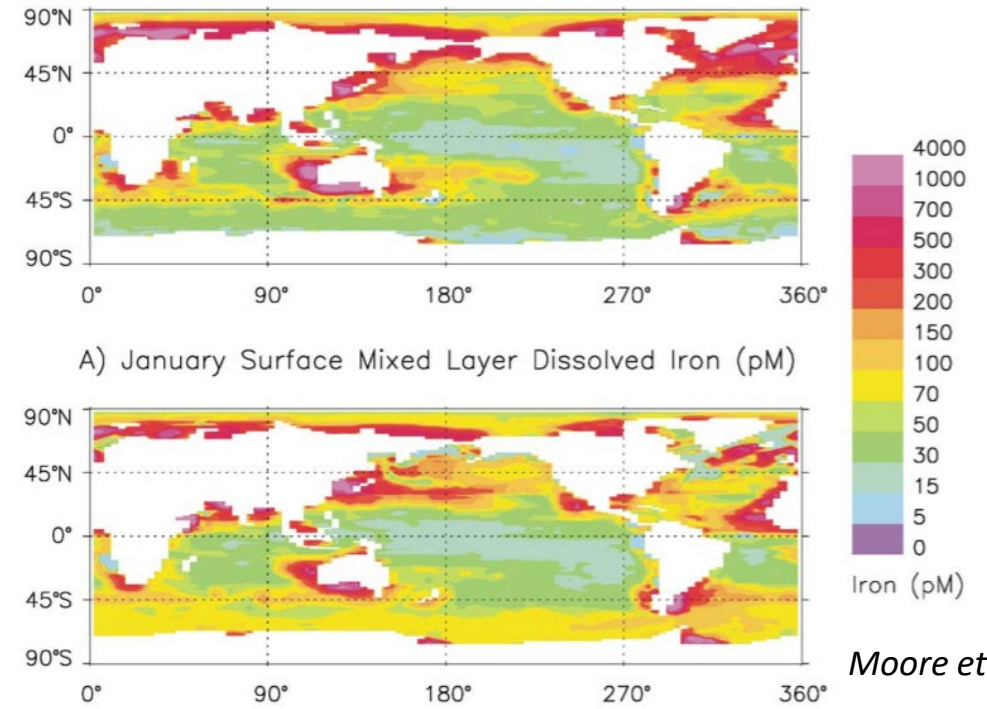 90°N
45°N
0°
45°S
90°S
0° 90° 180° 270° 360°
A) January Surface Mixed Layer Dissolved Iron (pM)
90°N
45°N
0°
45°S
90°S
0° 90° 180° 270° 360°
4000
1000
700
500
300
200
150
100
70
50
30
15
5
0
Iron (pM)
Moore et